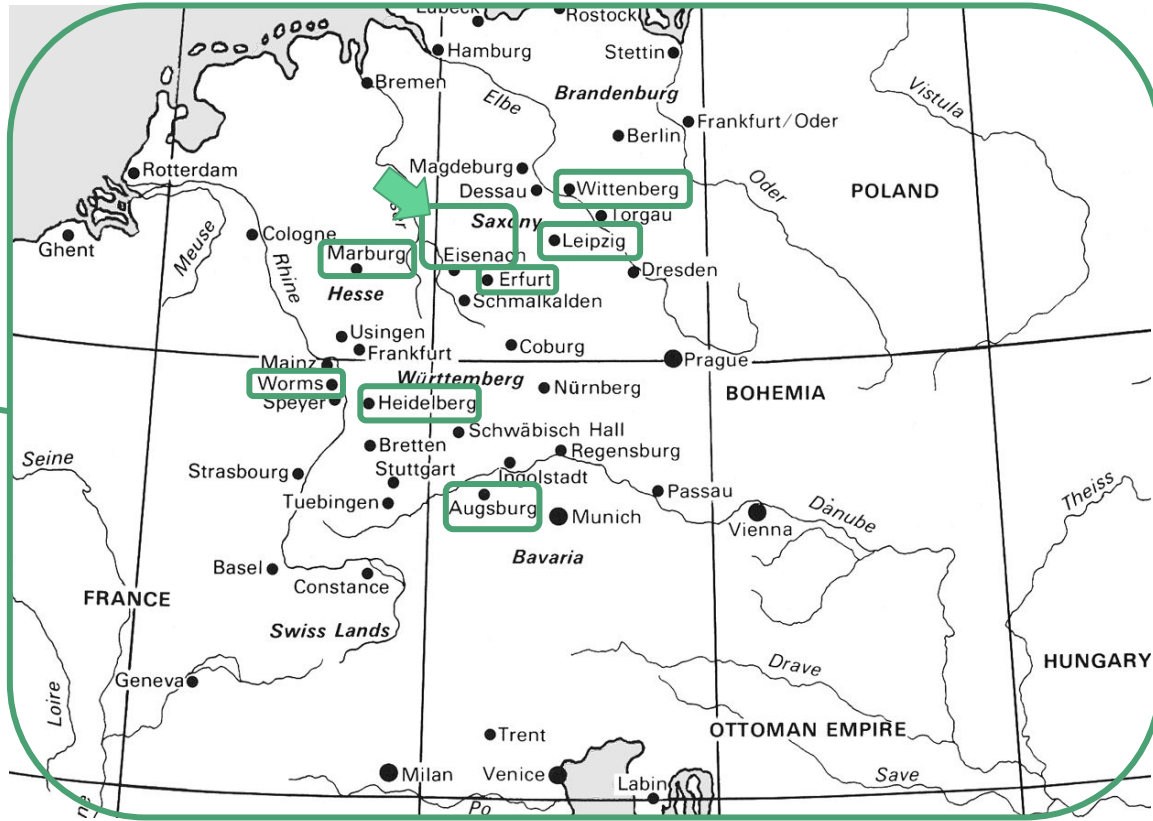 Lübeck
Rostock
Hamburg
Stettin
Bremen
Elbe
Brandenburg
Vistula
Frankfurt/Oder
Berlin
Rotterdam
Magdeburg
Dessau
Wittenberg
Oder
POLAND
Saxony
Torgau
Ghent
Meuse
Cologne
Rhine
Marburg
Eisenach
Leipzig
Erfurt
Dresden
Hesse
Schmalkalden
Usingen
Frankfurt
Coburg
Prague
Mainz
Worms
Württemberg
Nürnberg
BOHEMIA
Speyer
Heidelberg
Schwäbisch Hall
Bretten
Regensburg
Seine
Strasbourg
Stuttgart
Ingolstadt
Tuebingen
Augsburg
Passau
Theiss
Munich
Danube
Vienna
Bavaria
Basel
Constance
FRANCE
Swiss Lands
Geneva
Drave
HUNGARY
Loire
Trent
OTTOMAN EMPIRE
Milan
Venice
Labin
Save
Po